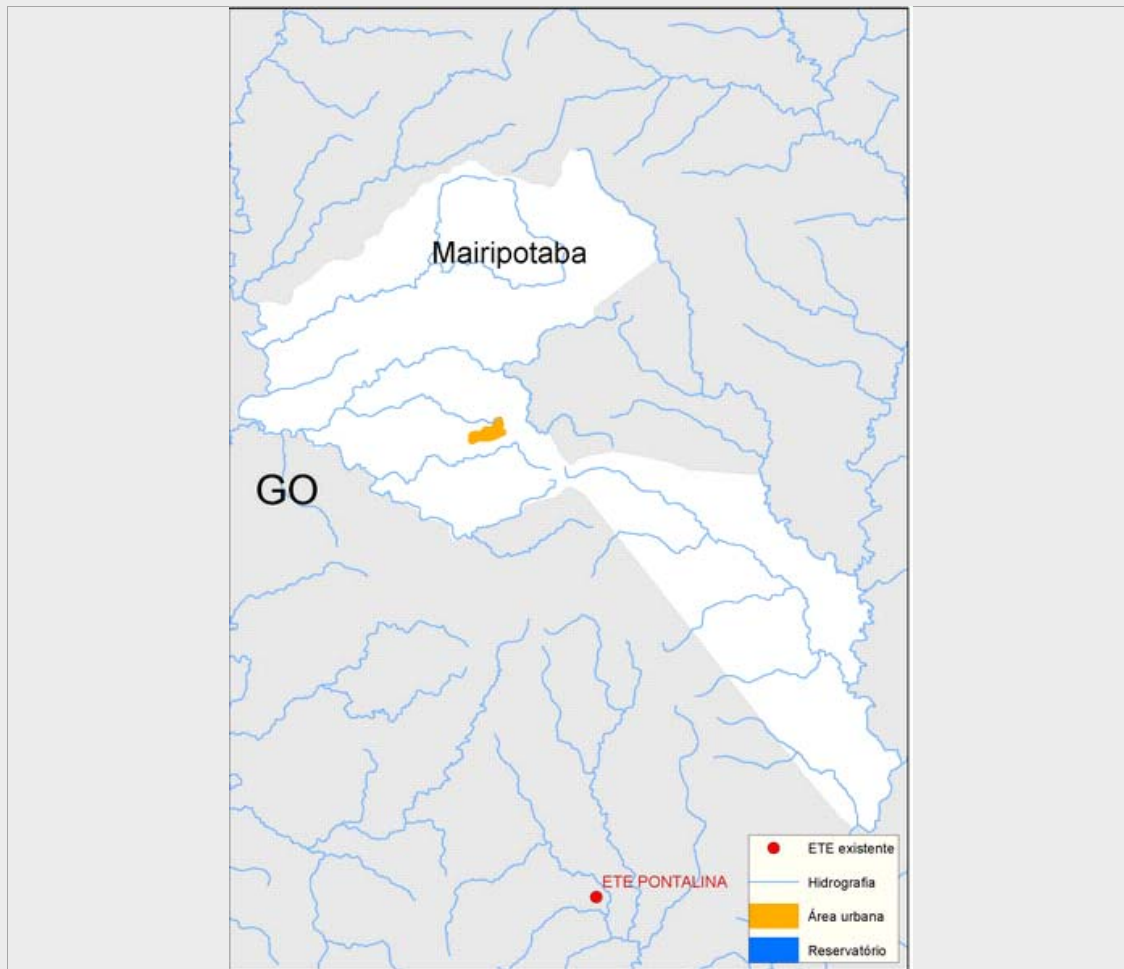 Mairipotaba
GO
ETE PONTALINA
ETE existente
Hidrografia
Área urbana
Reservatório